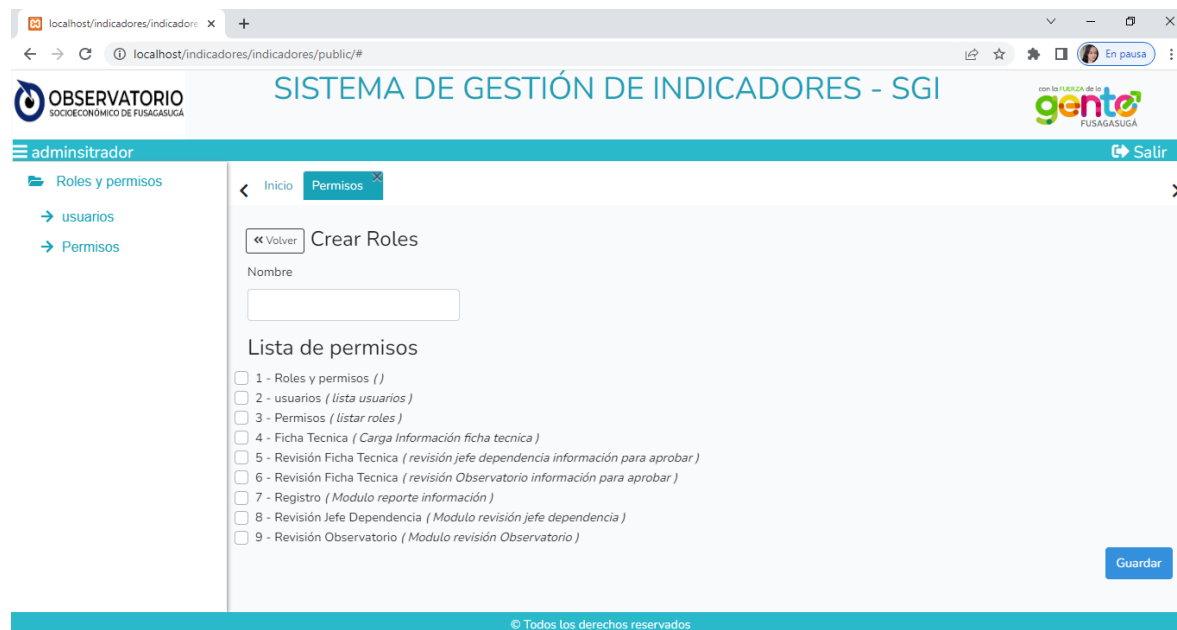 localhost/indicadores/indicadore
localhost/indicadores/indicadores/public/#
En pausa
OBSERVATORIO
SOCIOECONÓMICO DE FUSAGASUGÁ
SISTEMA DE GESTIÓN DE INDICADORES - SGI
con la FUERZA de la
gente
FUSAGASUGÁ
adminsitrador
Salir
Roles y permisos
usuarios
Permisos
Inicio
Permisos
Volver
Crear Roles
Nombre
Lista de permisos
1 - Roles y permisos ( )
2 - usuarios ( lista usuarios )
3 - Permisos ( listar roles )
4 - Ficha Tecnica ( Carga Información ficha tecnica )
5 - Revisión Ficha Tecnica ( revisión jefe dependencia información para aprobar )
6 - Revisión Ficha Tecnica ( revisión Observatorio información para aprobar )
7 - Registro ( Modulo reporte información )
8 - Revisión Jefe Dependencia ( Modulo revisión jefe dependencia )
9 - Revisión Observatorio ( Modulo revisión Observatorio )
Guardar
© Todos los derechos reservados